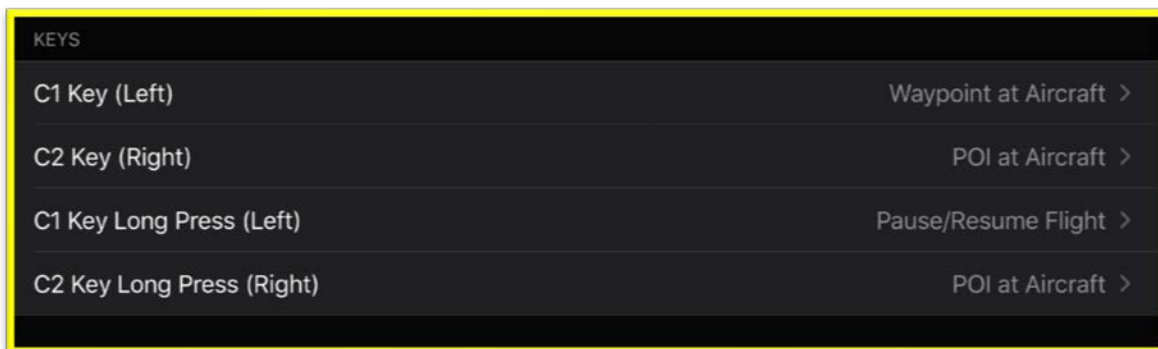 KEYS
C1 Key (Left) Waypoint at Aircraft >
C2 Key (Right) POI at Aircraft >
C1 Key Long Press (Left) Pause/Resume Flight >
C2 Key Long Press (Right) POI at Aircraft >